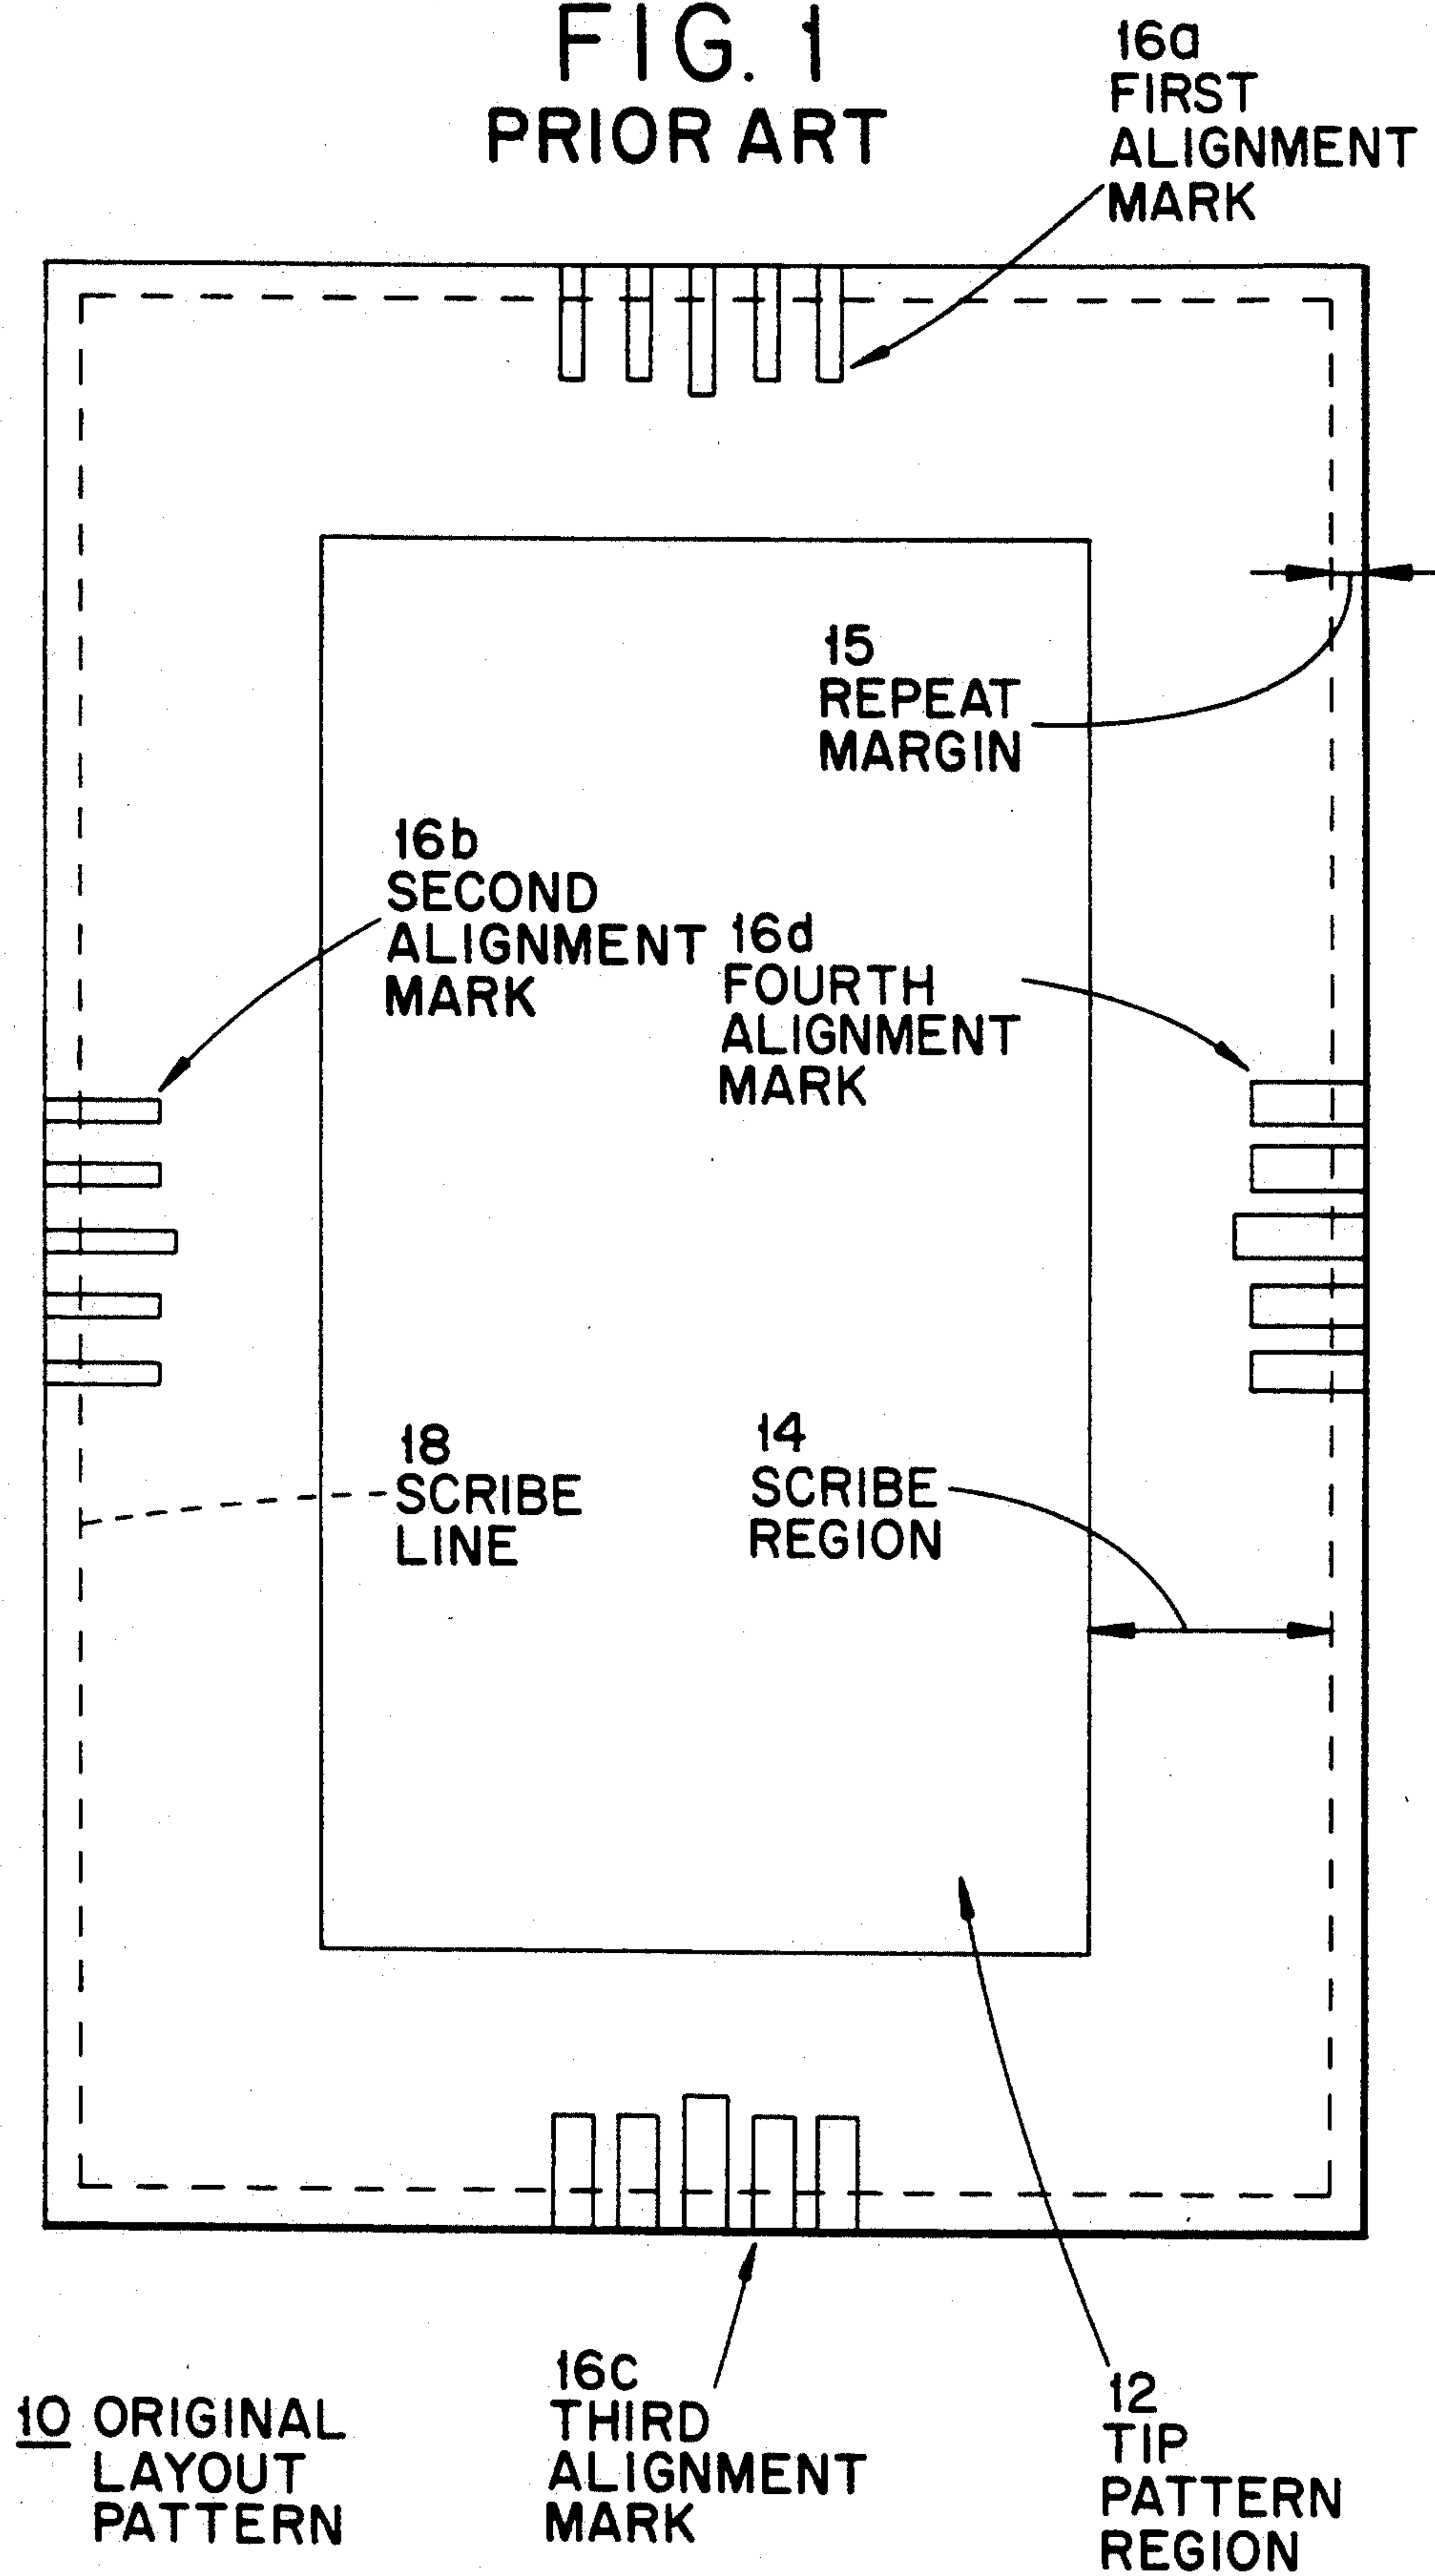 FIG. 1
PRIOR ART
16a
FIRST
ALIGNMENT
MARK
15
REPEAT
MARGIN
16b
SECOND
ALIGNMENT
MARK
16d
FOURTH
ALIGNMENT
MARK
18
SCRIBE
LINE
14
SCRIBE
REGION
10 ORIGINAL
LAYOUT
PATTERN
16c
THIRD
ALIGNMENT
MARK
12
TIP
PATTERN
REGION